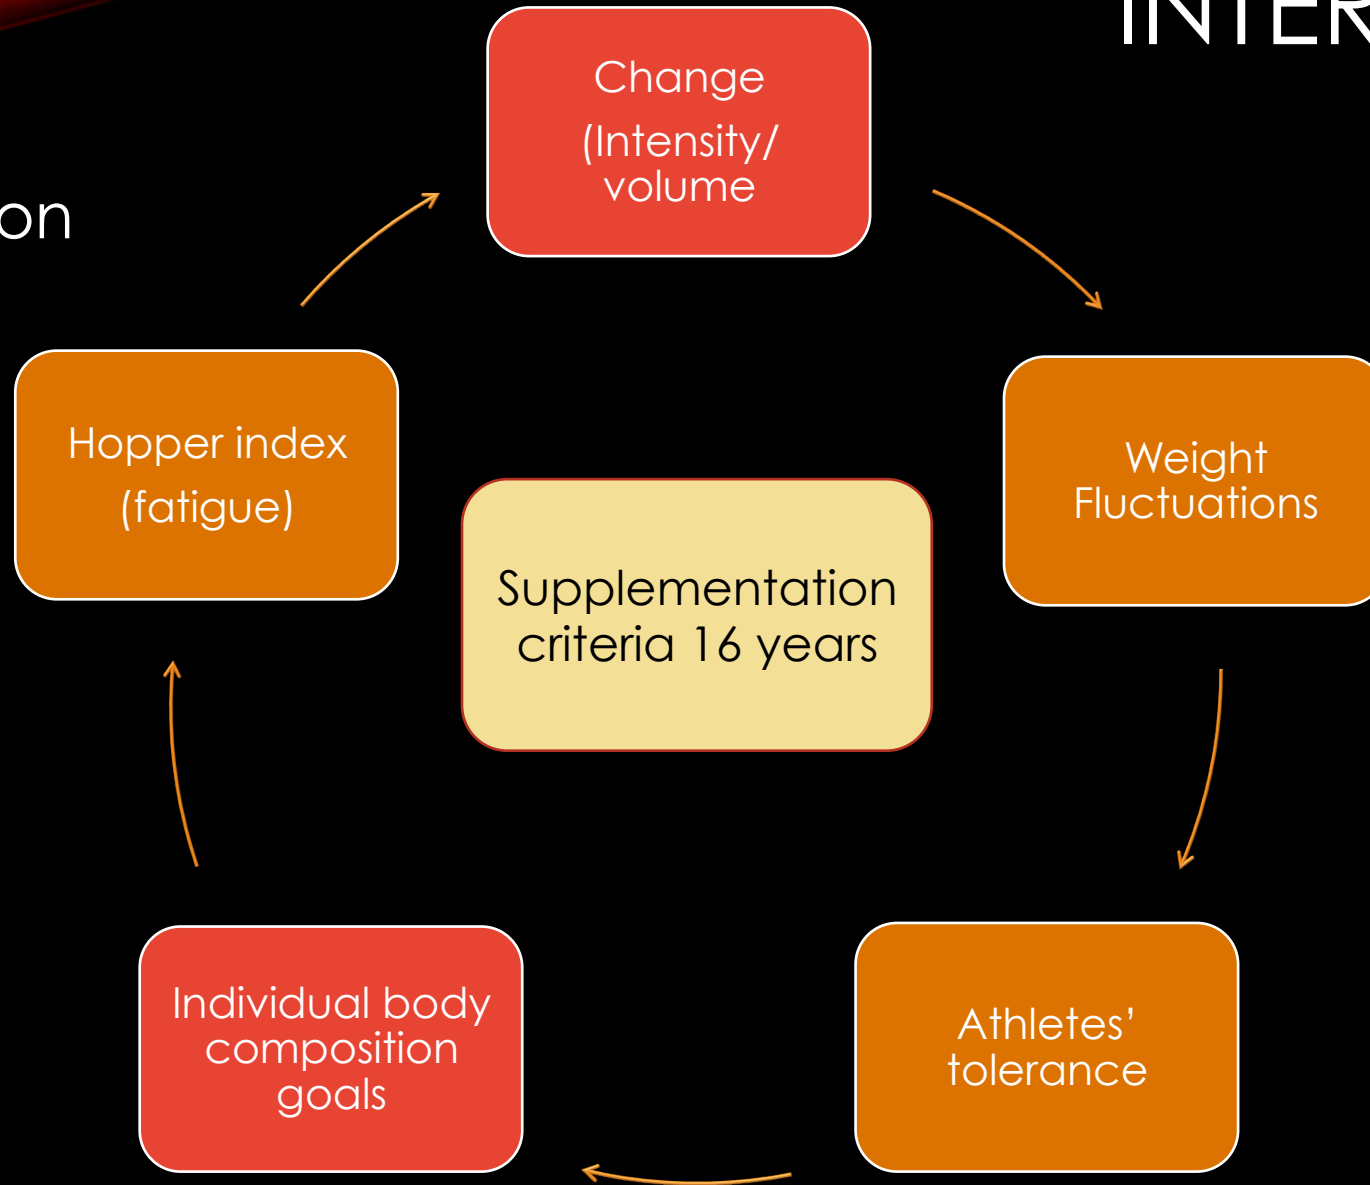 INTER
on
Change
(Intensity/
volume
Hopper index
(fatigue)
Weight
Fluctuations
Supplementation
criteria 16 years
Individual body
composition
goals
Athletes’
tolerance